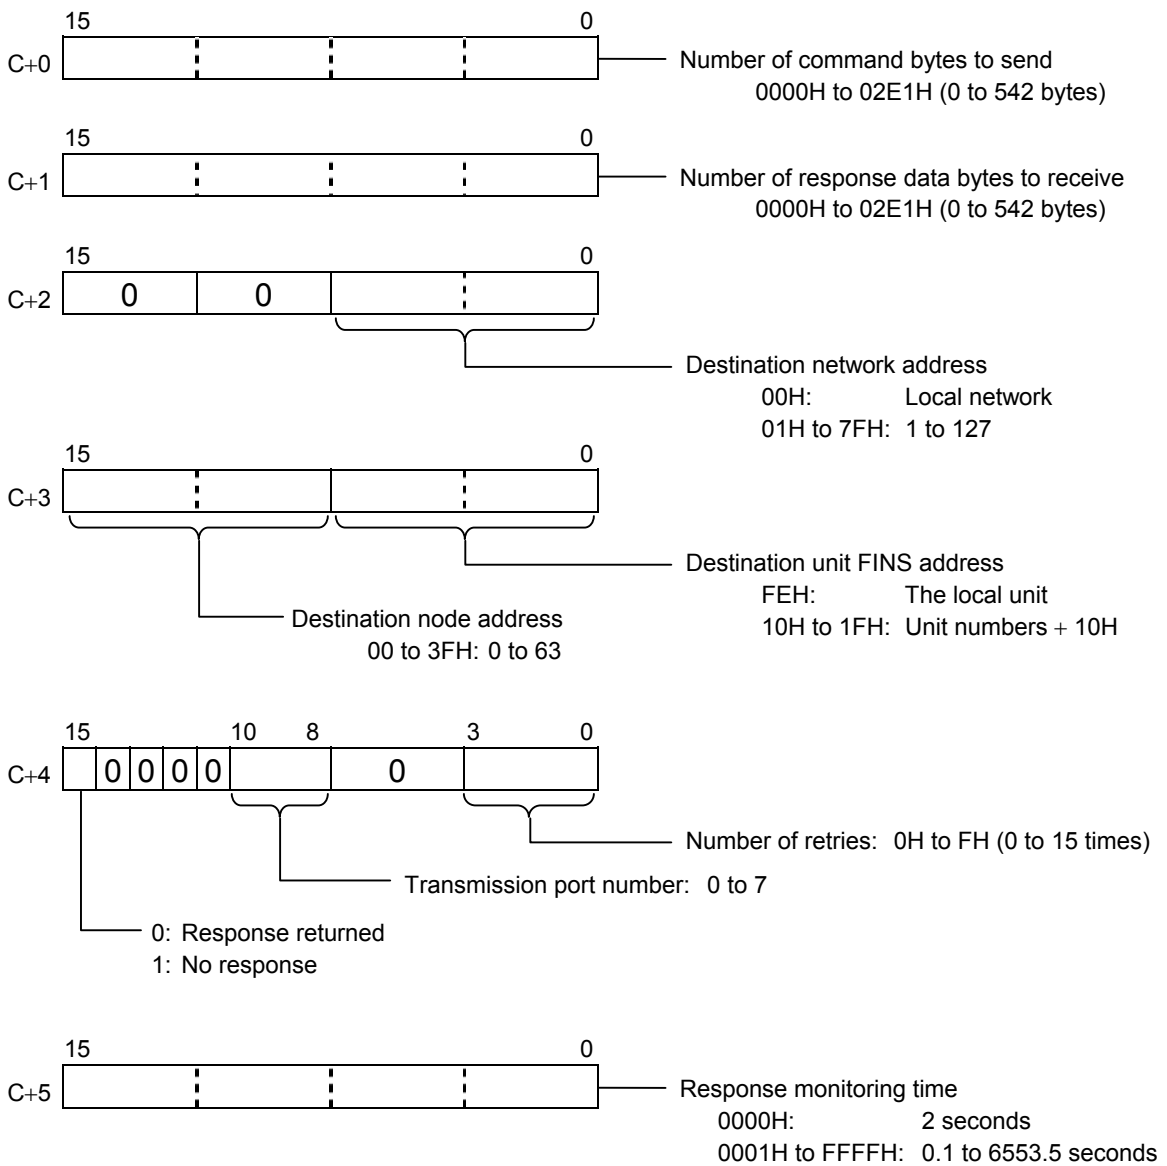 15 0
C+0
Number of command bytes to send
0000H to 02E1H (0 to 542 bytes)
15 0
C+1
Number of response data bytes to receive
0000H to 02E1H (0 to 542 bytes)
15 0
C+2 0 0
Destination network address
00H: Local network
01H to 7FH: 1 to 127
15 0
C+3
Destination unit FINS address
FEH: The local unit
10H to 1FH: Unit numbers + 10H
Destination node address
00 to 3FH: 0 to 63
15 10 8 3 0
C+4 0 0 0 0 0
Number of retries: 0H to FH (0 to 15 times)
Transmission port number: 0 to 7
0: Response returned
1: No response
15 0
C+5
Response monitoring time
0000H: 2 seconds
0001H to FFFFH: 0.1 to 6553.5 seconds